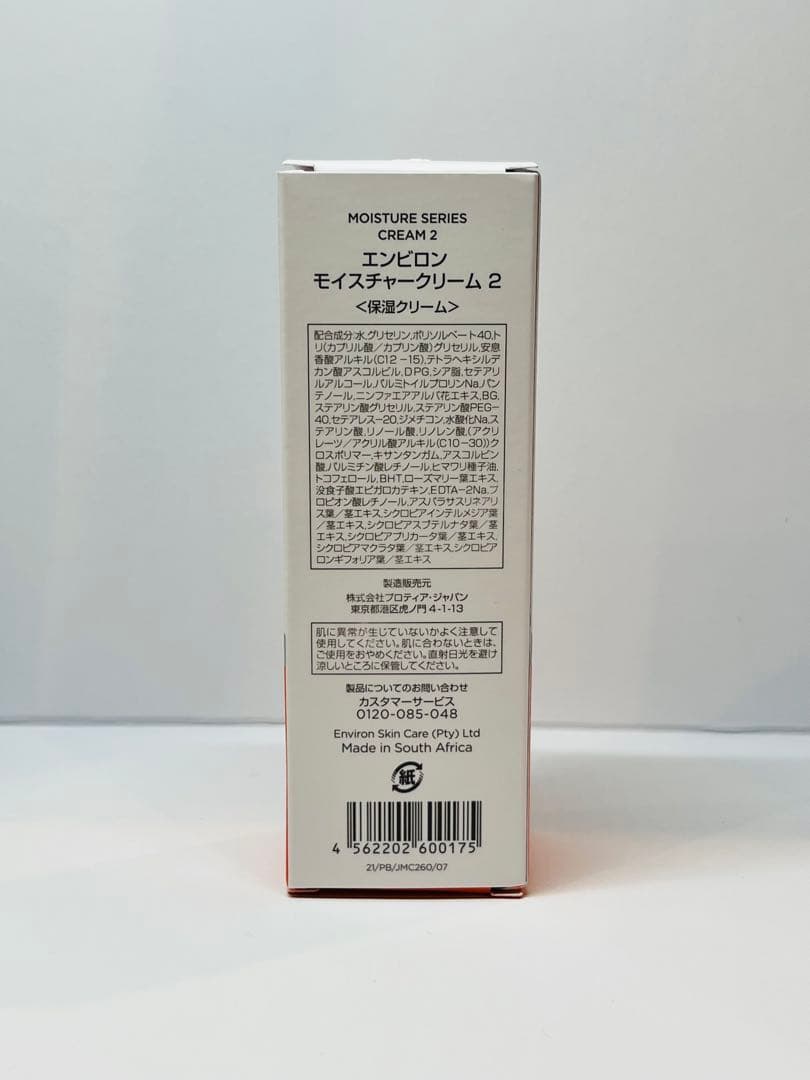 MOISTURE SERIES
CREAM 2
エンビロン
モイスチャークリーム 2
＜保湿クリーム＞
配合成分:水,グリセリン,ポリソルベート40,ト
リ(カプリル酸／カプリン酸)グリセリル,安息
香酸アルキル(C12－15),テトラヘキシルデ
カン酸アスコルビル,DPG,シア脂,セテアリ
ルアルコール,パルミトイルプロリンNa,パン
テノール,ニンファエアアルバ花エキス,BG,
ステアリン酸グリセリル,ステアリン酸PEG-
40,セテアレス-20,ジメチコン,水酸化Na,ス
テアリン酸,リノール酸,リノレン酸,(アクリ
レーツ／アクリル酸アルキル(C10－30))ク
ロスポリマー,キサンタンガム,アスコルビン
酸,パルミチン酸レチノール,ヒマワリ種子油,
トコフェロール,BHT,ローズマリー葉エキス,
没食子酸エピガロカテキン,EDTA-2Na,プ
ロピオン酸レチノール,アスパラサスリネアリ
ス葉／茎エキス,シクロピアインテルメジア葉
／茎エキス,シクロピアスブテルナタ葉／茎
エキス,シクロピアプリカータ葉／茎エキス,
シクロピアマクラタ葉／茎エキス,シクロピア
ロンギフォリア葉／茎エキス
製造販売元
株式会社プロティア・ジャパン
東京都港区虎ノ門 4-1-13
肌に異常が生じていないかよく注意して
使用してください。肌に合わないときは、
ご使用をおやめください。直射日光を避け
涼しいところに保管してください。
製品についてのお問い合わせ
カスタマーサービス
0120-085-048
Environ Skin Care (Pty) Ltd
Made in South Africa
紙
4 562202 600175
21/PB/JMC260/07